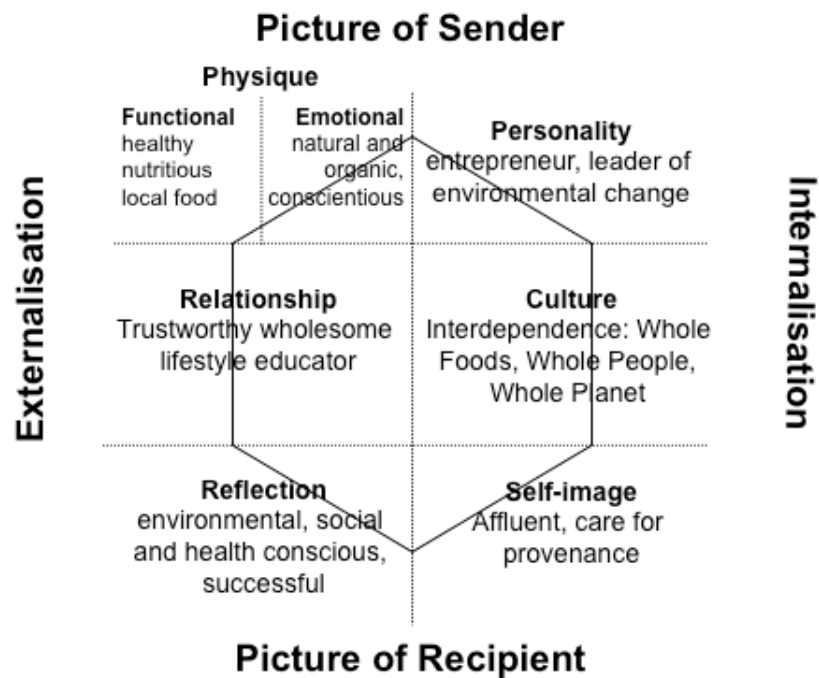 Picture of Sender
Physique
Functional
healthy
nutritious
local food
Emotional
natural and
organic,
conscientious
Personality
entrepreneur, leader of
environmental change
Externalisation
Relationship
Trustworthy wholesome
lifestyle educator
Culture
Interdependence: Whole
Foods, Whole People,
Whole Planet
Internalisation
Reflection
environmental, social
and health conscious,
successful
Self-image
Affluent, care for
provenance
Picture of Recipient